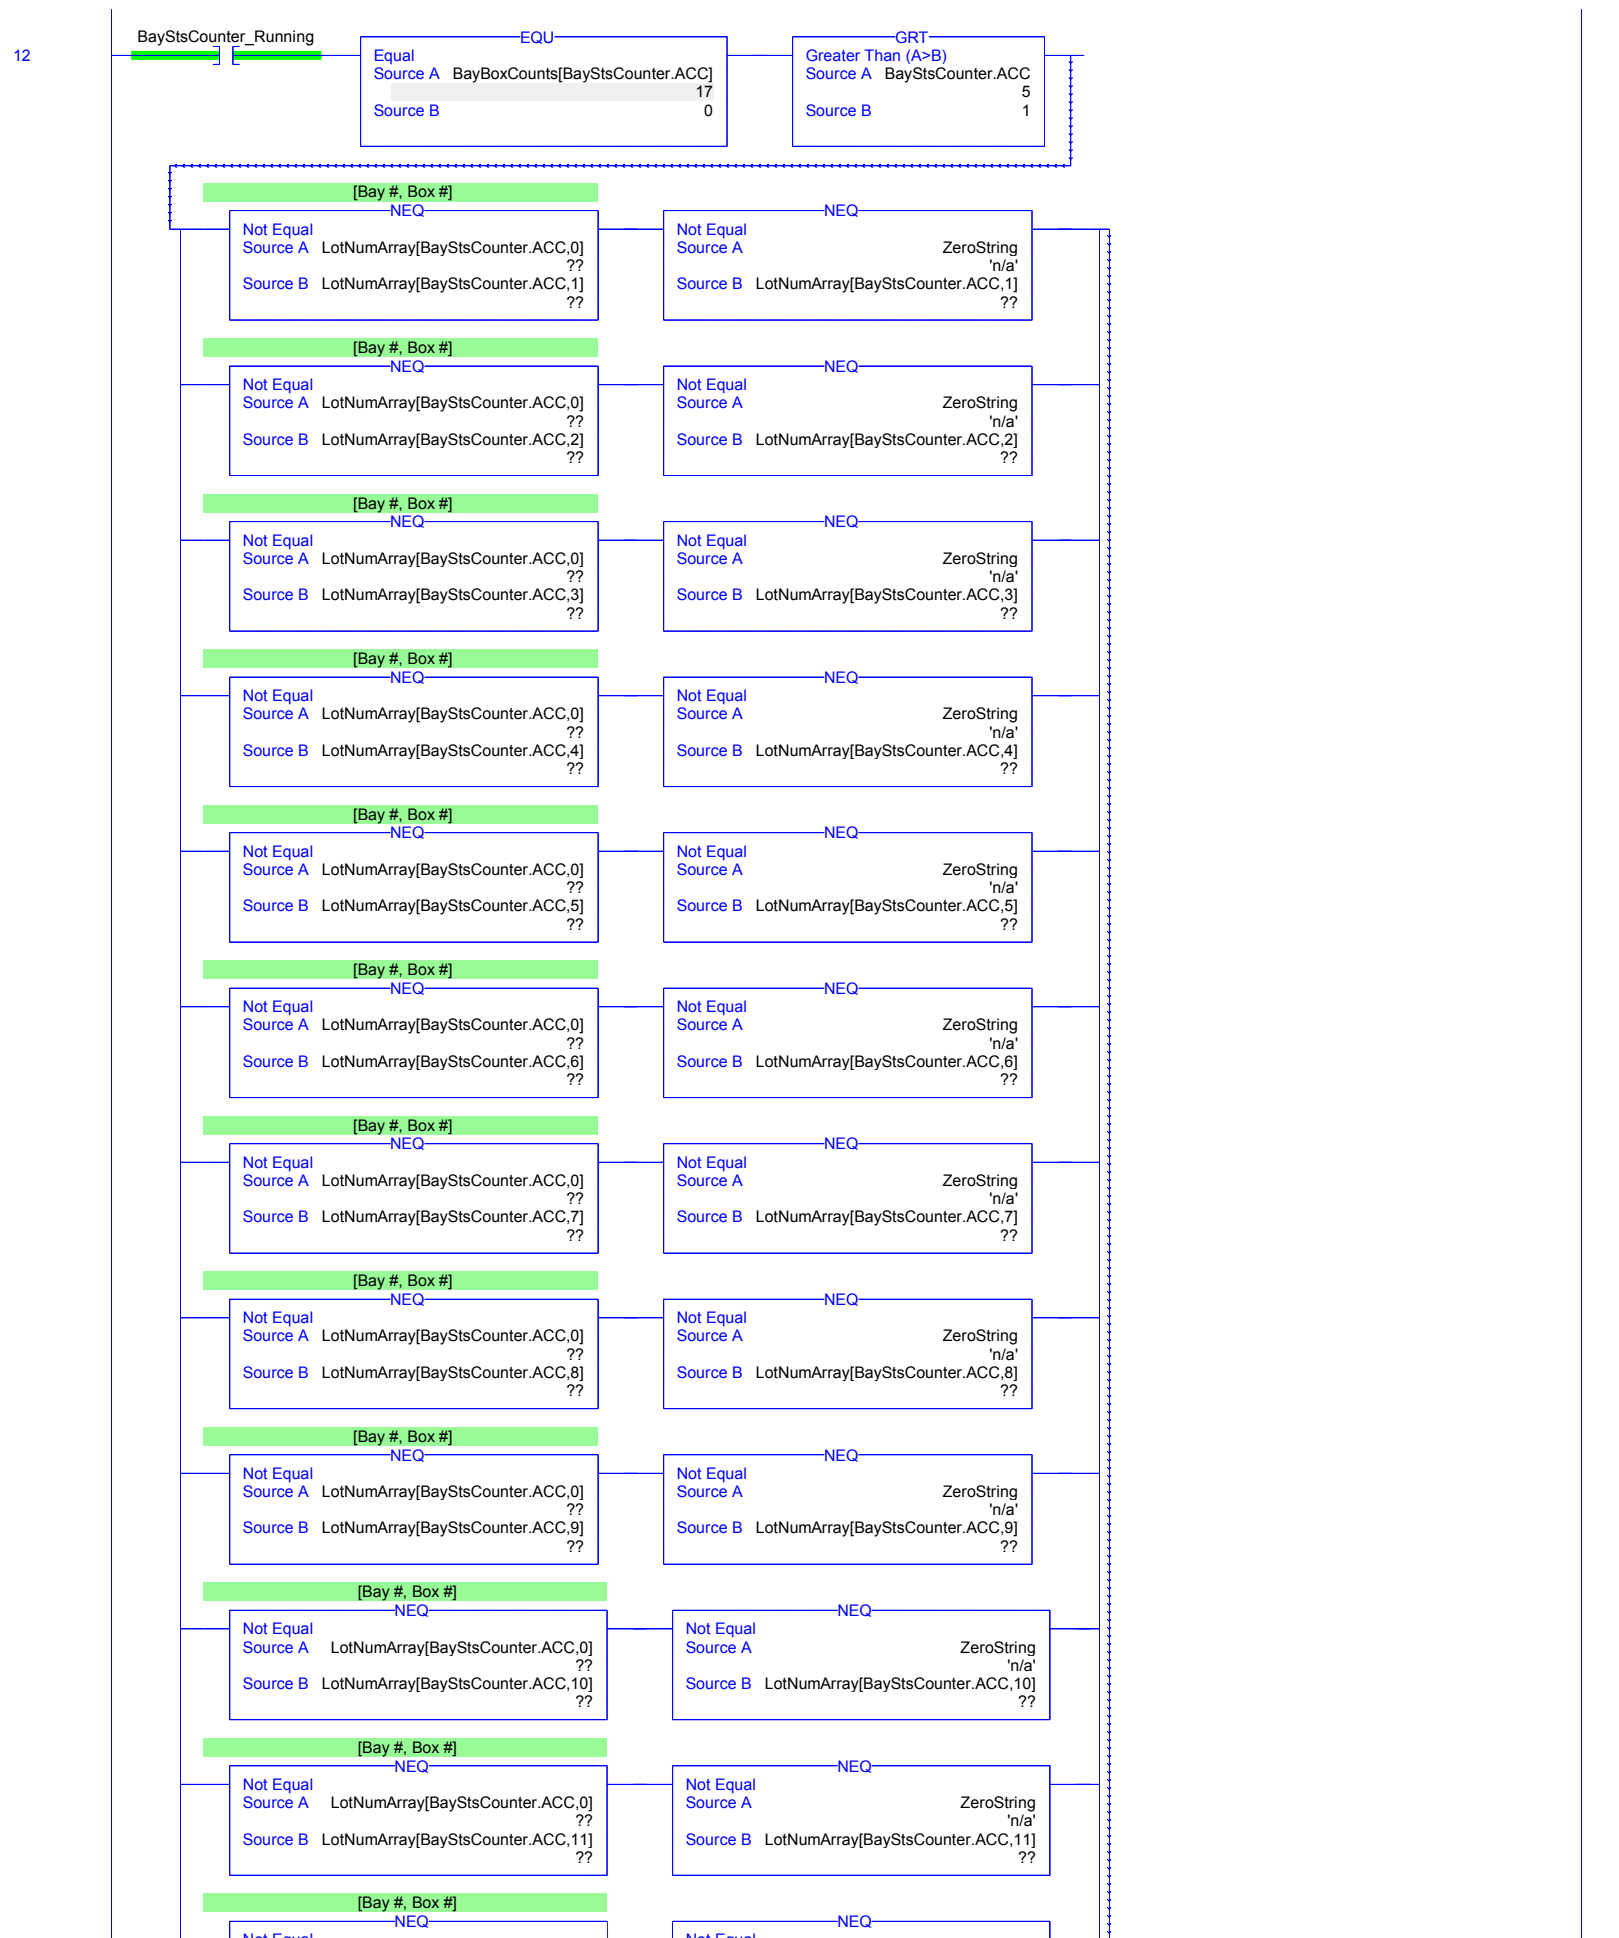 BayStsCounter_Running
12
EQU
Equal
Source A BayBoxCounts[BayStsCounter.ACC]
17
Source B 0
GRT
Greater Than (A>B)
Source A BayStsCounter.ACC
5
Source B 1
[Bay #, Box #]
NEQ
Not Equal
Source A LotNumArray[BayStsCounter.ACC,0]
??
Source B LotNumArray[BayStsCounter.ACC,1]
??
NEQ
Not Equal
Source A ZeroString
'n/a'
Source B LotNumArray[BayStsCounter.ACC,1]
??
[Bay #, Box #]
NEQ
Not Equal
Source A LotNumArray[BayStsCounter.ACC,0]
??
Source B LotNumArray[BayStsCounter.ACC,2]
??
NEQ
Not Equal
Source A ZeroString
'n/a'
Source B LotNumArray[BayStsCounter.ACC,2]
??
[Bay #, Box #]
NEQ
Not Equal
Source A LotNumArray[BayStsCounter.ACC,0]
??
Source B LotNumArray[BayStsCounter.ACC,3]
??
NEQ
Not Equal
Source A ZeroString
'n/a'
Source B LotNumArray[BayStsCounter.ACC,3]
??
[Bay #, Box #]
NEQ
Not Equal
Source A LotNumArray[BayStsCounter.ACC,0]
??
Source B LotNumArray[BayStsCounter.ACC,4]
??
NEQ
Not Equal
Source A ZeroString
'n/a'
Source B LotNumArray[BayStsCounter.ACC,4]
??
[Bay #, Box #]
NEQ
Not Equal
Source A LotNumArray[BayStsCounter.ACC,0]
??
Source B LotNumArray[BayStsCounter.ACC,5]
??
NEQ
Not Equal
Source A ZeroString
'n/a'
Source B LotNumArray[BayStsCounter.ACC,5]
??
[Bay #, Box #]
NEQ
Not Equal
Source A LotNumArray[BayStsCounter.ACC,0]
??
Source B LotNumArray[BayStsCounter.ACC,6]
??
NEQ
Not Equal
Source A ZeroString
'n/a'
Source B LotNumArray[BayStsCounter.ACC,6]
??
[Bay #, Box #]
NEQ
Not Equal
Source A LotNumArray[BayStsCounter.ACC,0]
??
Source B LotNumArray[BayStsCounter.ACC,7]
??
NEQ
Not Equal
Source A ZeroString
'n/a'
Source B LotNumArray[BayStsCounter.ACC,7]
??
[Bay #, Box #]
NEQ
Not Equal
Source A LotNumArray[BayStsCounter.ACC,0]
??
Source B LotNumArray[BayStsCounter.ACC,8]
??
NEQ
Not Equal
Source A ZeroString
'n/a'
Source B LotNumArray[BayStsCounter.ACC,8]
??
[Bay #, Box #]
NEQ
Not Equal
Source A LotNumArray[BayStsCounter.ACC,0]
??
Source B LotNumArray[BayStsCounter.ACC,9]
??
NEQ
Not Equal
Source A ZeroString
'n/a'
Source B LotNumArray[BayStsCounter.ACC,9]
??
[Bay #, Box #]
NEQ
Not Equal
Source A LotNumArray[BayStsCounter.ACC,0]
??
Source B LotNumArray[BayStsCounter.ACC,10]
??
NEQ
Not Equal
Source A ZeroString
'n/a'
Source B LotNumArray[BayStsCounter.ACC,10]
??
[Bay #, Box #]
NEQ
Not Equal
Source A LotNumArray[BayStsCounter.ACC,0]
??
Source B LotNumArray[BayStsCounter.ACC,11]
??
NEQ
Not Equal
Source A ZeroString
'n/a'
Source B LotNumArray[BayStsCounter.ACC,11]
??
[Bay #, Box #]
NEQ
Not Equal
NEQ
Not Equal